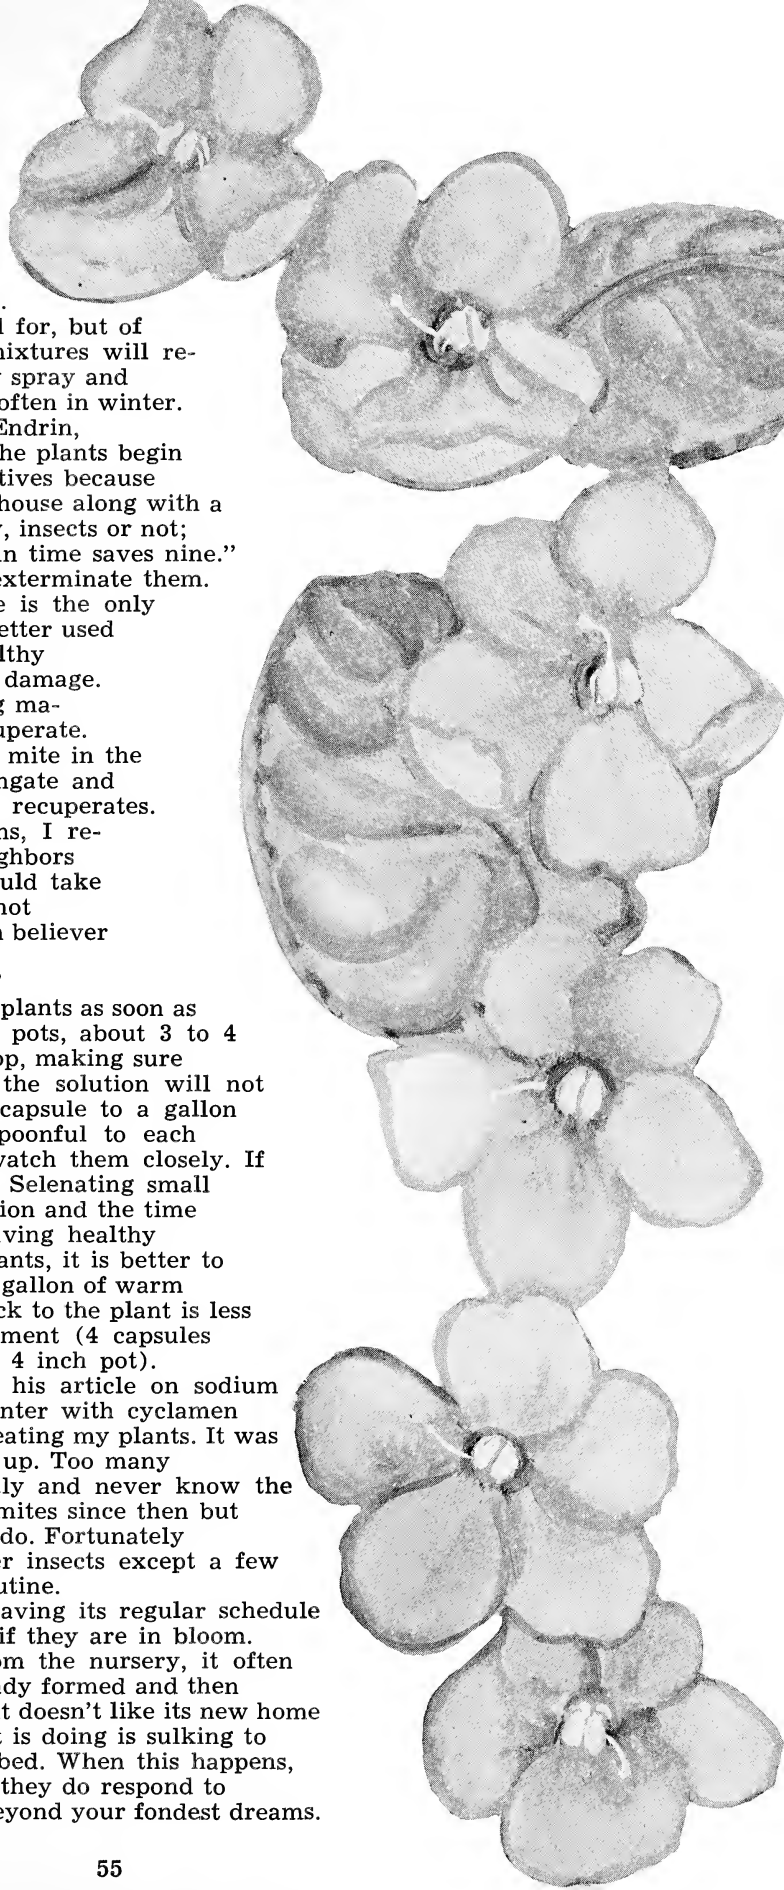 .
for, but of
mixtures will re-
spray and
often in winter.
Endrin,
the plants begin
tives because
house along with a
, insects or not;
in time saves nine.”
exterminate them.
e is the only
etter used
lthy
damage.
g ma-
uperate.
mite in the
ngate and
recuperates.
ns, I re-
ghbors
uld take
not
believer
plants as soon as
pots, about 3 to 4
op, making sure
the solution will not
capsule to a gallon
poonful to each
watch them closely. If
Selenating small
ion and the time
iving healthy
ants, it is better to
gallon of warm
ck to the plant is less
ment (4 capsules
4 inch pot).
his article on sodium
nter with cyclamen
eating my plants. It was
up. Too many
ly and never know the
mites since then but
do. Fortunately
er insects except a few
utine.
aving its regular schedule
if they are in bloom.
om the nursery, it often
ady formed and then
it doesn’t like its new home
t is doing is sulking to
bed. When this happens,
they do respond to
eyond your fondest dreams.
55